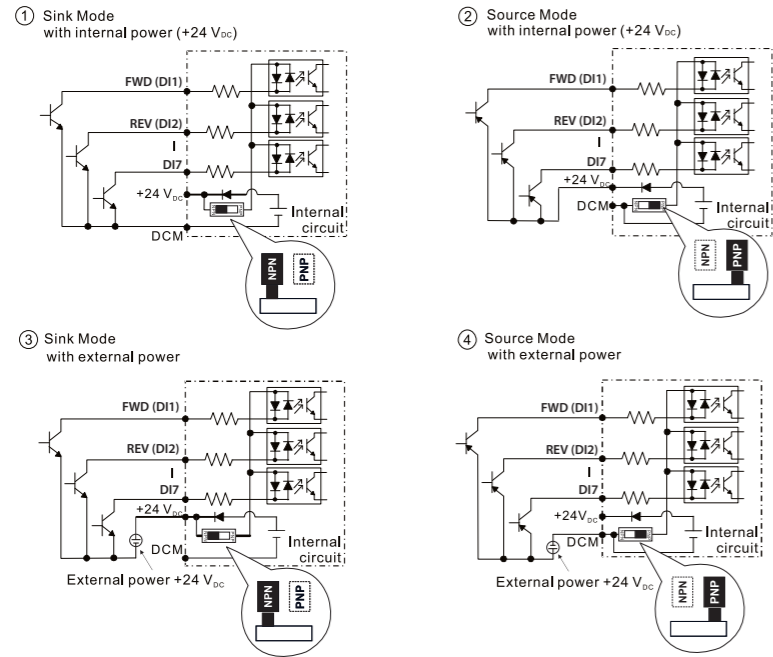 ① Sink Mode
with internal power (+24 VDC)
FWD (DI1)
REV (DI2)
I
DI7
+24 VDC
DCM
Internal
circuit
NPN
PNP
② Source Mode
with internal power (+24 VDC)
FWD (DI1)
REV (DI2)
I
DI7
+24 VDC
DCM
Internal
circuit
NPN
PNP
③ Sink Mode
with external power
FWD (DI1)
REV (DI2)
I
DI7
+24 VDC
DCM
Internal
circuit
External power +24 VDC
NPN
PNP
④ Source Mode
with external power
FWD (DI1)
REV (DI2)
I
DI7
+24VDC
DCM
Internal
circuit
External power +24 VDC
NPN
PNP